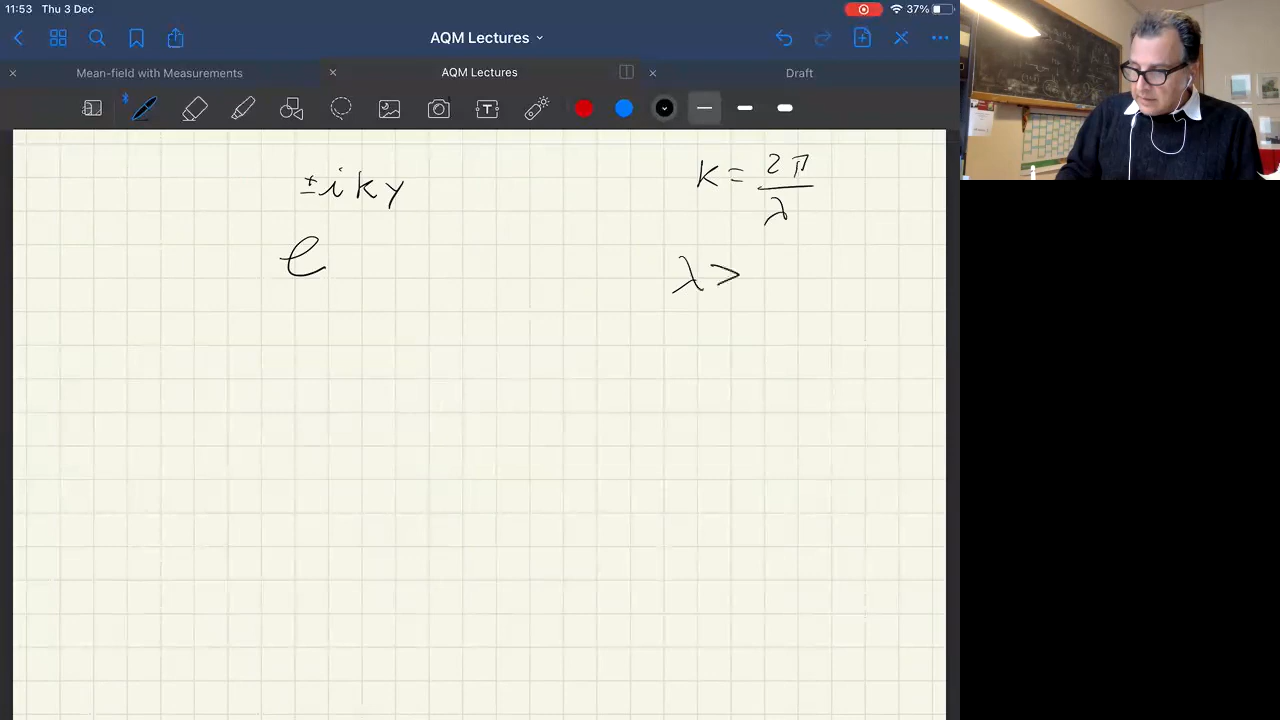 11:53 Thu 3 Dec
37%
AQM Lectures
Mean-field with Measurements
AQM Lectures
Draft
±iky
e
k = 2π
λ
λ >